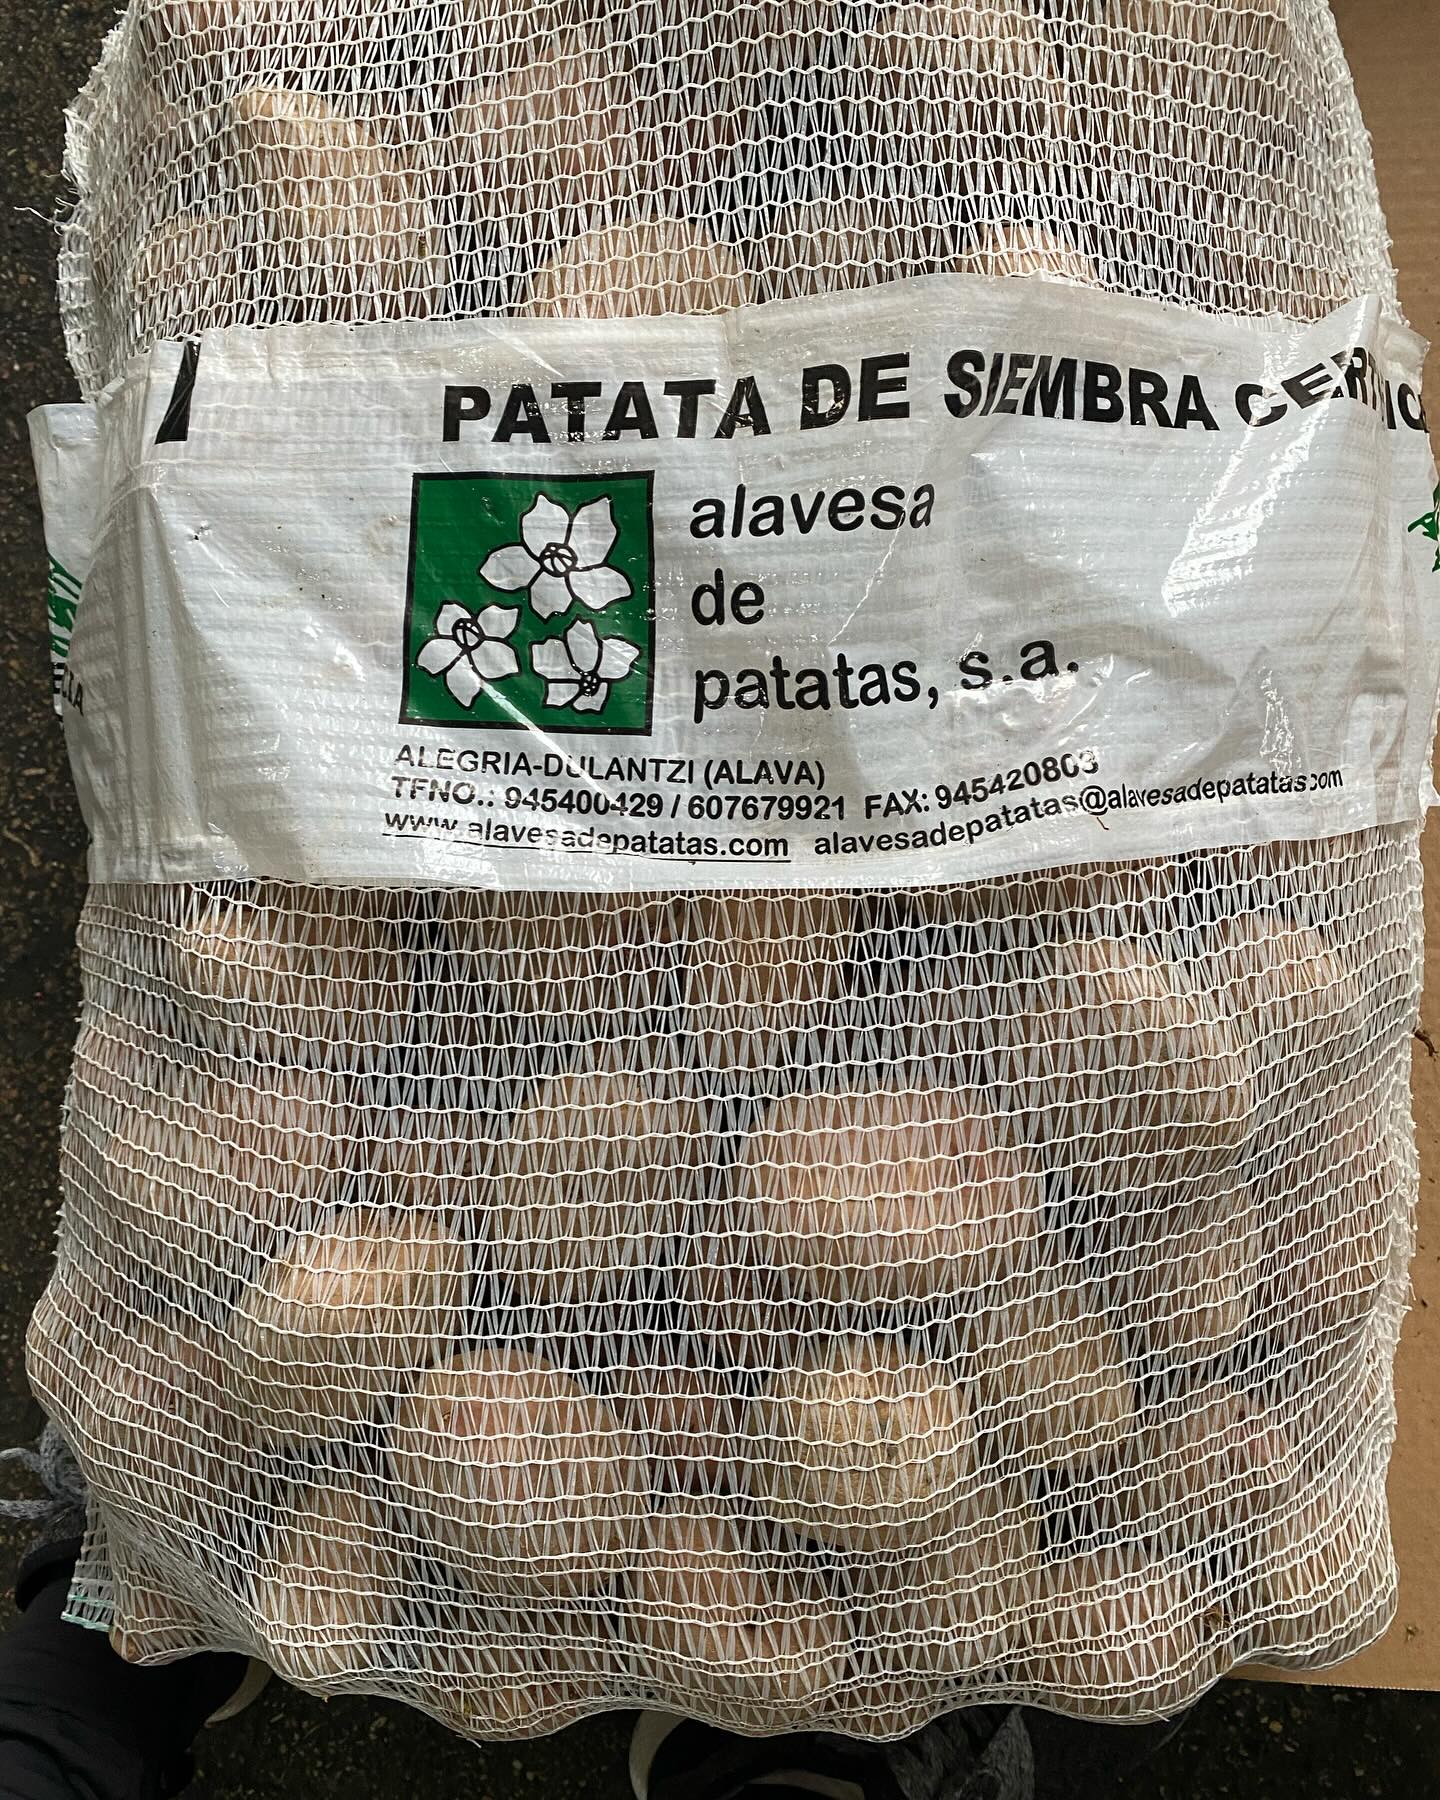 PATATA DE SIEMBRA
alavesa
de
patatas, s.a.
ALEGRIA-DULANTZI (ALAVA)
TFNO.: 945400429 / 607679921 FAX: 945420803
www.alavesadepatatas.com alavesadepatatas@alavesadepatatas.com